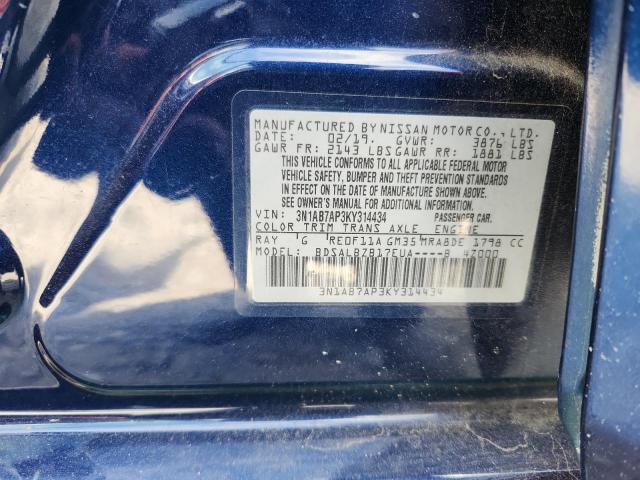 MANUFACTURED BY NISSAN MOTOR CO., LTD.
DATE: 02/19. GVWR: 3876 LBS
GAWR FR: 2143 LBS GAWR RR: 1881 LBS
THIS VEHICLE CONFORMS TO ALL APPLICABLE FEDERAL MOTOR
VEHICLE SAFETY, BUMPER AND THEFT PREVENTION STANDARDS
IN EFFECT ON THE DATE OF MANUFACTURE SHOWN ABOVE.
SEE OWNER'S MANUAL FOR ADDITIONAL INFORMATION.
VIN: 3N1AB7AP3KY314434 PASSENGER CAR.
COLOR TRIM TRANS AXLE ENGINE
RAY G RE0F11A GM35 MRA8DE 1798 CC
MODEL: BDSALBZB17EUA----B 47000
3N1AB7AP3KY314434